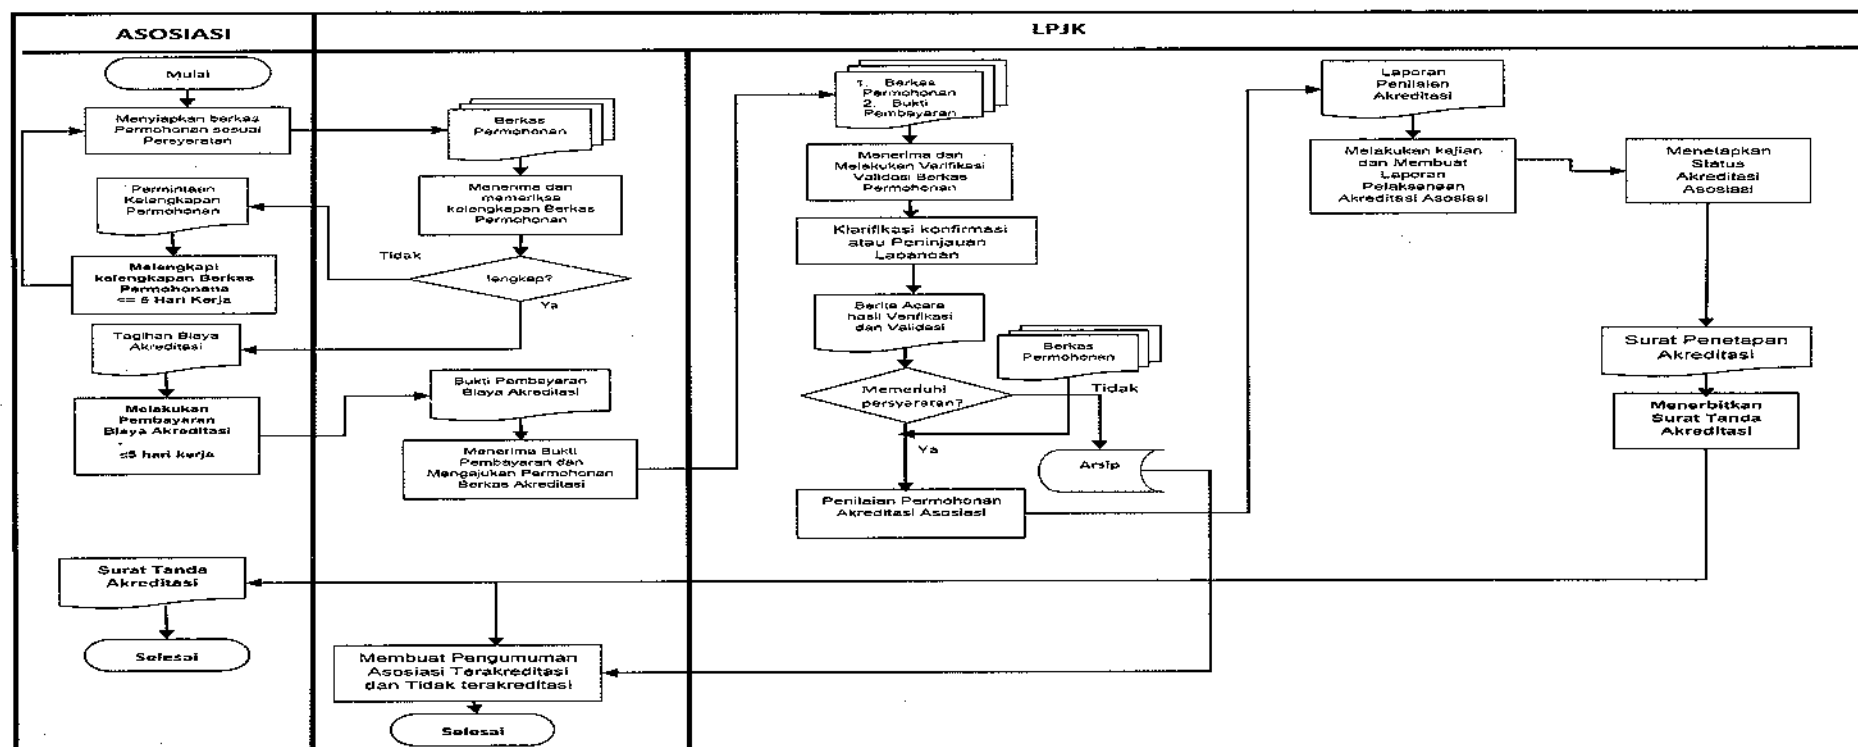 ASOSIASI
LPJK
Mulai
Menyiapkan berkas
Permohonan sesuai
Persyaratan
Permintaan
Kelengkapan
Permohonan
Melengkapi
kelengkapan Berkas
Permohonana
<= 5 Hari Kerja
Tagihan Biaya
Akreditasi
Melakukan
Pembayaran
Biaya Akreditasi
≤5 hari kerja
Surat Tanda
Akreditasi
Selesai
Berkas
Permohonan
Menerima dan
memeriksa
kelengkapan Berkas
Permohonan
Tidak
lengkap?
Ya
Bukti Pembayaran
Biaya Akreditasi
Menerima Bukti
Pembayaran dan
Mengajukan Permohonan
Berkas Akreditasi
Membuat Pengumuman
Asosiasi Terakreditasi
dan Tidak terakreditasi
Selesai
1. Berkas
Permohonan
2. Bukti
Pembayaran
Menerima dan
Melakukan Verifikasi
Validasi Berkas
Permohonan
Klarifikasi konfirmasi
atau Peninjauan
Lapangan
Berita Acara
hasil Verifikasi
dan Validasi
Berkas
Permohonan
Memenuhi
persyaratan?
Tidak
Ya
Arsip
Penilaian Permohonan
Akreditasi Asosiasi
Laporan
Penilaian
Akreditasi
Melakukan kajian
dan Membuat
Laporan
Pelaksanaan
Akreditasi Asosiasi
Menetapkan
Status
Akreditasi
Asosiasi
Surat Penetapan
Akreditasi
Menerbitkan
Surat Tanda
Akreditasi